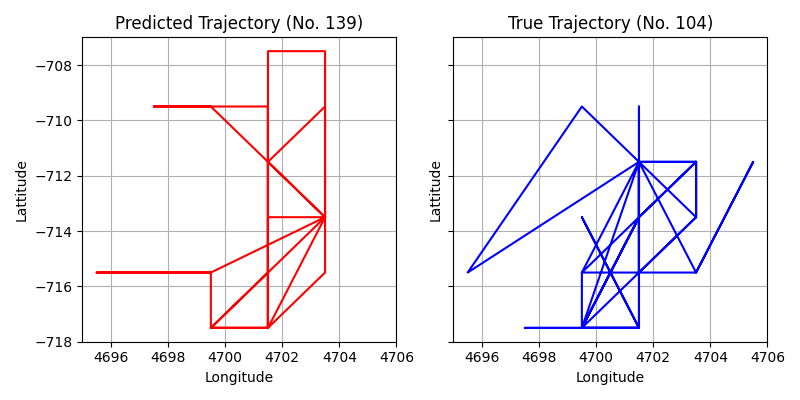 Predicted Trajectory (No. 139)
True Trajectory (No. 104)
−708
−710
−712
−714
−716
−718
Lattitude
Lattitude
4696 4698 4700 4702 4704 4706
4696 4698 4700 4702 4704 4706
Longitude
Longitude